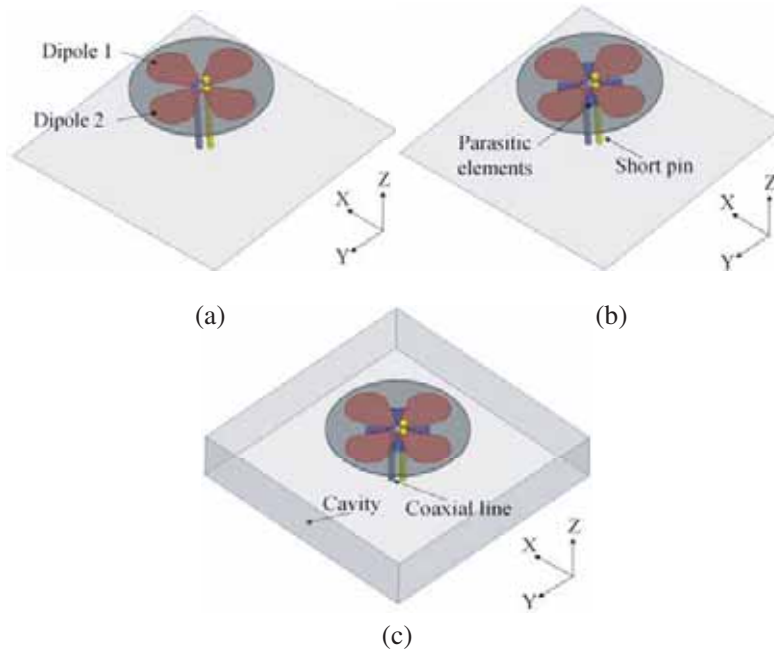 Dipole 1
Dipole 2
Z
X
Y
(a)
Parasitic
elements
Short pin
Z
X
Y
(b)
Cavity
Coaxial line
Z
X
Y
(c)